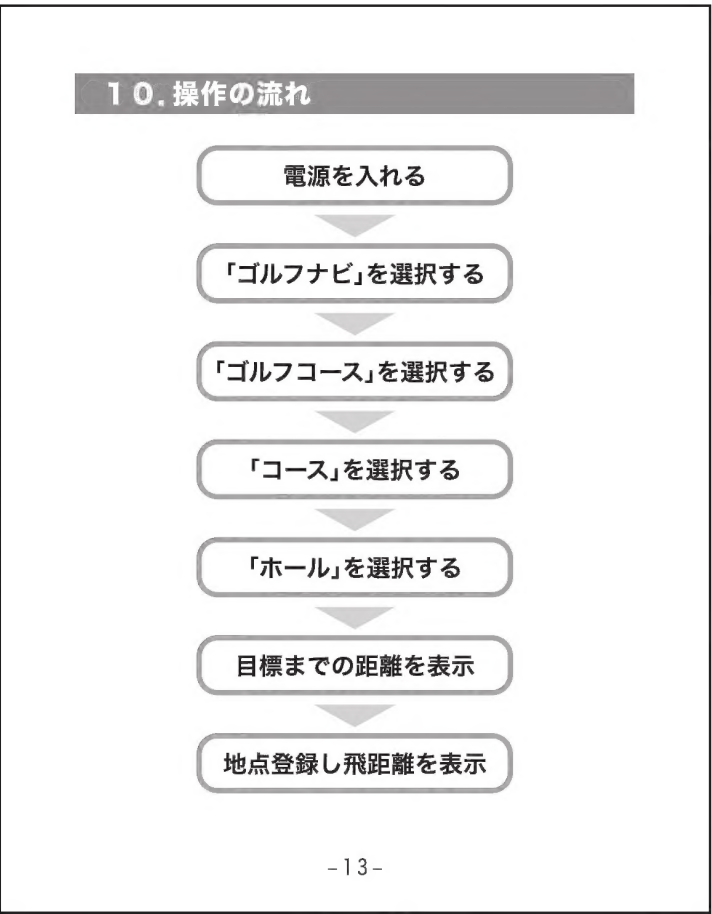 １０．操作の流れ
電源を入れる
「ゴルフナビ」を選択する
「ゴルフコース」を選択する
「コース」を選択する
「ホール」を選択する
目標までの距離を表示
地点登録し飛距離を表示
–13–